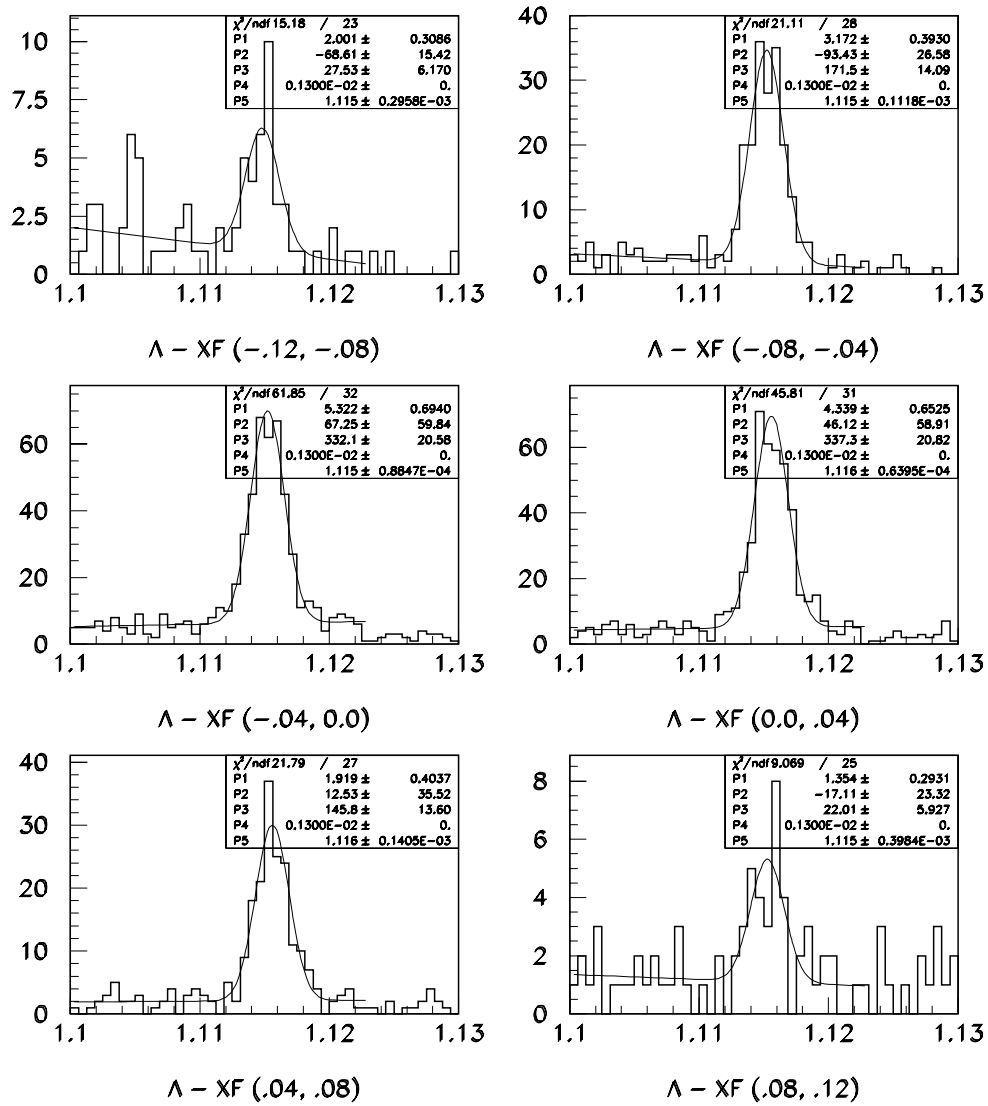 χ²/ndf 15.18 / 23
P1 2.001 ± 0.3086
P2 -68.61 ± 15.42
P3 27.53 ± 6.170
P4 0.1300E-02 ± 0.
P5 1.115 ± 0.2958E-03
10
7.5
5
2.5
0
1.1 1.11 1.12 1.13
Λ - XF (-.12, -.08)
χ²/ndf 21.11 / 28
P1 3.172 ± 0.3930
P2 -93.43 ± 26.58
P3 171.5 ± 14.09
P4 0.1300E-02 ± 0.
P5 1.115 ± 0.1118E-03
40
30
20
10
0
1.1 1.11 1.12 1.13
Λ - XF (-.08, -.04)
χ²/ndf 61.85 / 32
P1 5.322 ± 0.6940
P2 67.25 ± 59.84
P3 332.1 ± 20.58
P4 0.1300E-02 ± 0.
P5 1.115 ± 0.8847E-04
60
40
20
0
1.1 1.11 1.12 1.13
Λ - XF (-.04, 0.0)
χ²/ndf 45.81 / 31
P1 4.339 ± 0.6525
P2 46.12 ± 58.91
P3 337.3 ± 20.82
P4 0.1300E-02 ± 0.
P5 1.116 ± 0.6395E-04
60
40
20
0
1.1 1.11 1.12 1.13
Λ - XF (0.0, .04)
χ²/ndf 21.79 / 27
P1 1.919 ± 0.4037
P2 12.53 ± 35.52
P3 145.8 ± 13.60
P4 0.1300E-02 ± 0.
P5 1.116 ± 0.1405E-03
40
30
20
10
0
1.1 1.11 1.12 1.13
Λ - XF (.04, .08)
χ²/ndf 9.069 / 25
P1 1.354 ± 0.2931
P2 -17.11 ± 23.32
P3 22.01 ± 5.927
P4 0.1300E-02 ± 0.
P5 1.115 ± 0.3984E-03
8
6
4
2
0
1.1 1.11 1.12 1.13
Λ - XF (.08, .12)